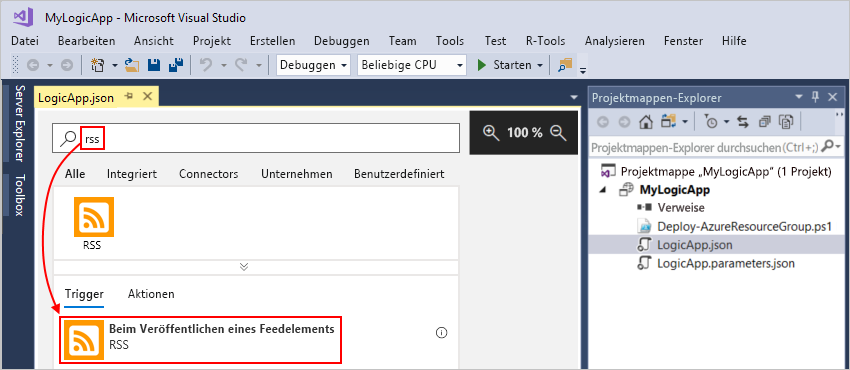 MyLogicApp - Microsoft Visual Studio
Datei Bearbeiten Ansicht Projekt Erstellen Debuggen Team Tools Test R-Tools Analysieren Fenster Hilfe
Debuggen Beliebige CPU Starten
Server Explorer
Toolbox
LogicApp.json
rss
100 %
Alle Integriert Connectors Unternehmen Benutzerdefiniert
RSS
Trigger Aktionen
Beim Veröffentlichen eines Feedelements
RSS
Projektmappen-Explorer
Projektmappen-Explorer durchsuchen (Ctrl+;)
Projektmappe „MyLogicApp" (1 Projekt)
MyLogicApp
Verweise
Deploy-AzureResourceGroup.ps1
LogicApp.json
LogicApp.parameters.json